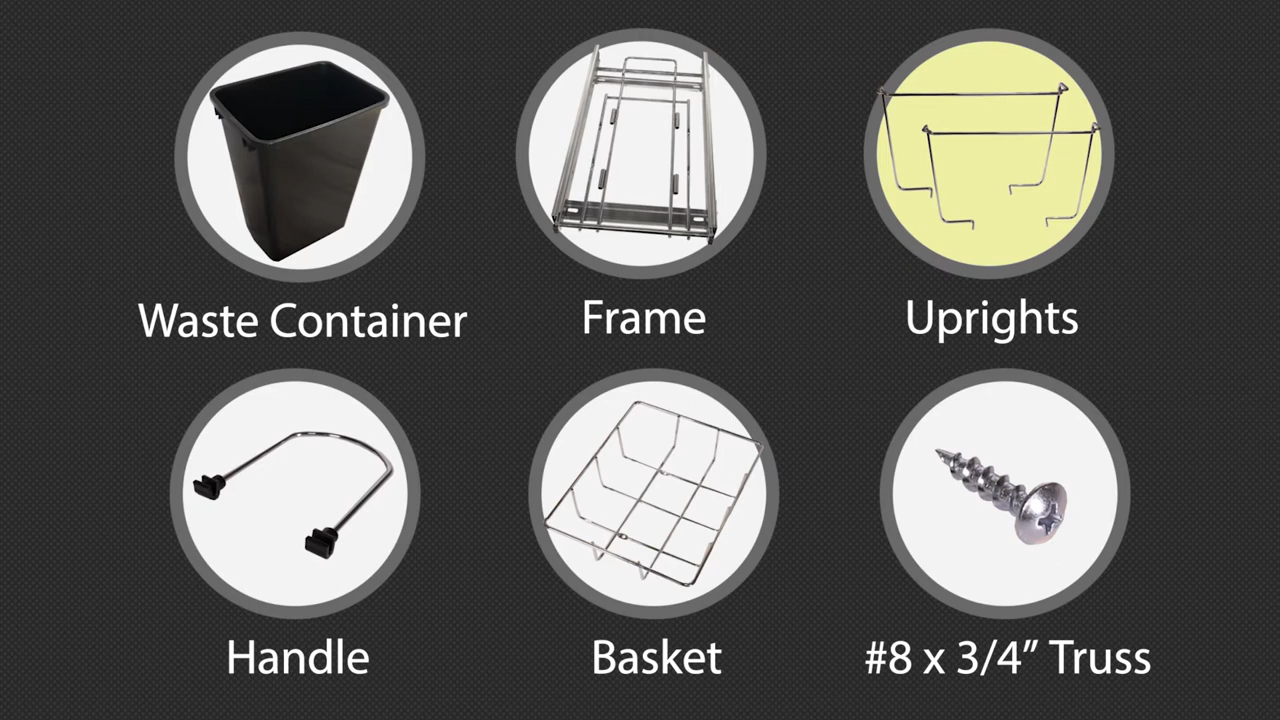 Waste Container
Frame
Uprights
Handle
Basket
#8 x 3/4” Truss